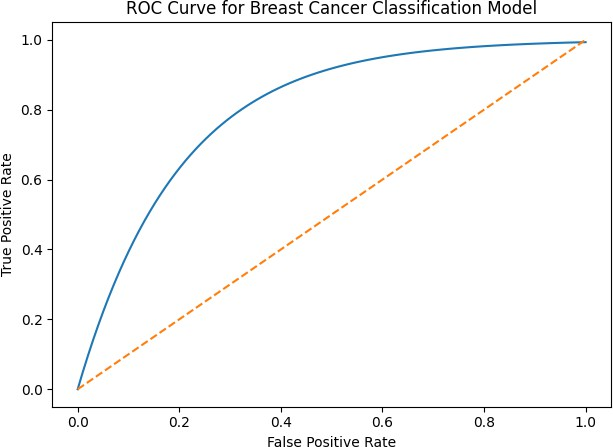 ROC Curve for Breast Cancer Classification Model
True Positive Rate
1.0
0.8
0.6
0.4
0.2
0.0
0.0 0.2 0.4 0.6 0.8 1.0
False Positive Rate